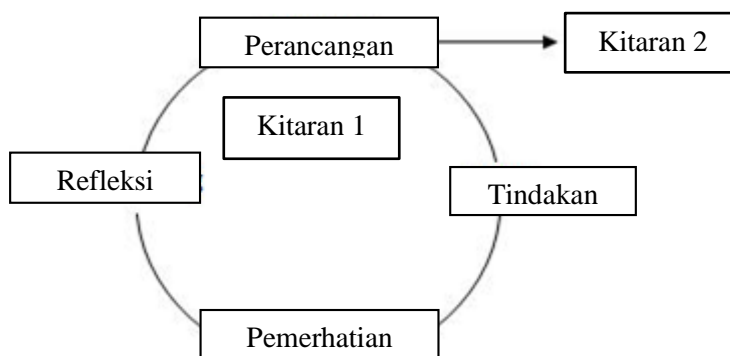 Perancangan
Kitaran 2
Kitaran 1
Refleksi
Tindakan
Pemerhatian